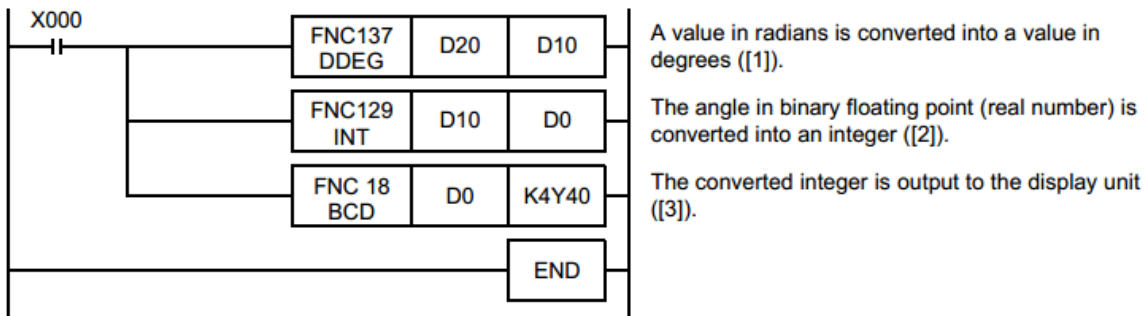 X000
FNC137 D20 D10
DDEG
A value in radians is converted into a value in
degrees ([1]).
FNC129 D10 D0
INT
The angle in binary floating point (real number) is
converted into an integer ([2]).
FNC 18 D0 K4Y40
BCD
The converted integer is output to the display unit
([3]).
END